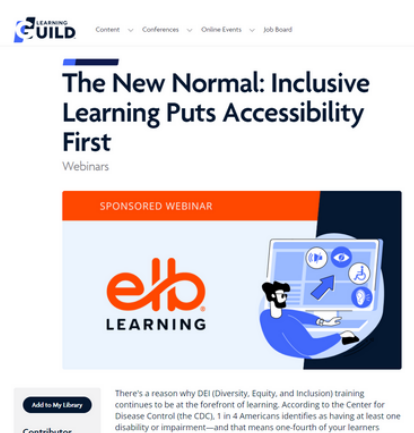 LEARNING
GUILD
Content Conferences Online Events Job Board
The New Normal: Inclusive
Learning Puts Accessibility
First
Webinars
SPONSORED WEBINAR
elb
LEARNING
Add to My Library
There's a reason why DEI (Diversity, Equity, and Inclusion) training
continues to be at the forefront of learning. According to the Center for
Disease Control (the CDC), 1 in 4 Americans identifies as having at least one
disability or impairment—and that means one-fourth of your learners
Contributor